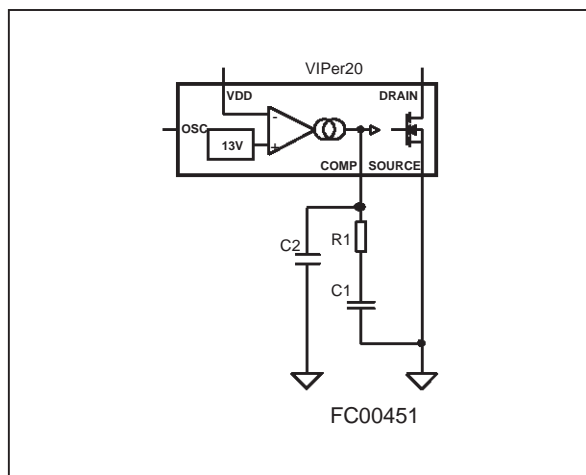 VIPer20
VDD
DRAIN
OSC
-
13V
+
COMP SOURCE
C2
R1
C1
FC00451